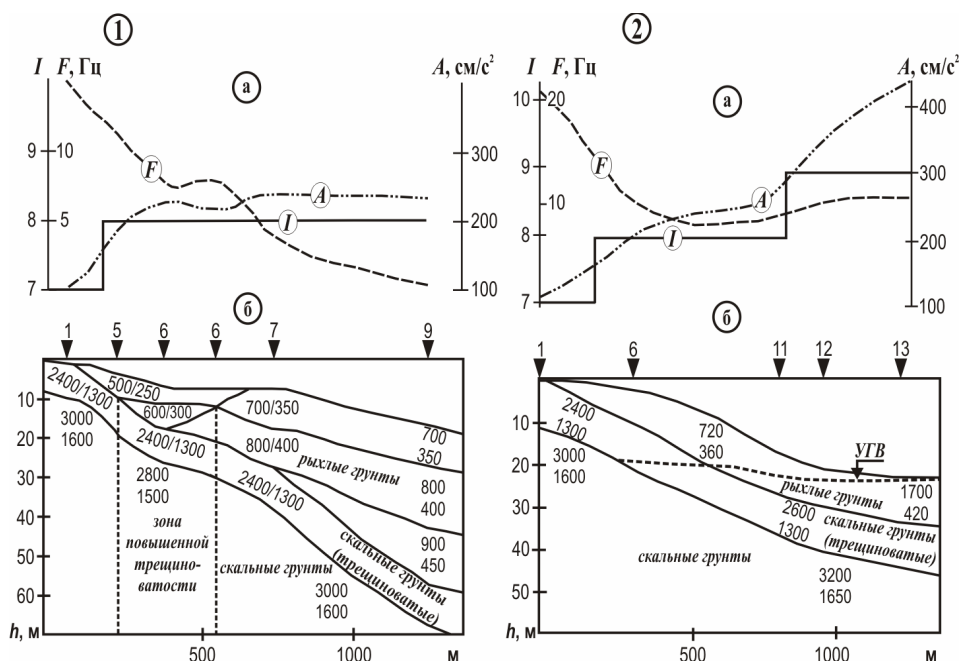 1
I F, Гц
A, см/с²
а
9 10
300
F
A
8 5
200
I
7
100
б
1 5 6 6 7 9
2400/1300
500/250
600/300
700/350
10
3000
1600
2400/1300
800/400
700
350
20
2800
1500
2400/1300
рыхлые грунты
800
400
30
зона
повышенной
трещино-
ватости
40
скальные грунты
скальные грунты
(трещиноватые)
900
450
50
3000
1600
60
h, м
500
1000
м
2
I F, Гц
A, см/с²
а
10 20
400
9
F
300
10
A
8
I
200
7
100
б
1 6 11 12 13
2400
1300
10
720
360
3000
1600
УГВ
20
рыхлые грунты
1700
420
2600
1300
скальные грунты
(трещиноватые)
30
40
скальные грунты
3200
1650
50
h, м
500
1000
м